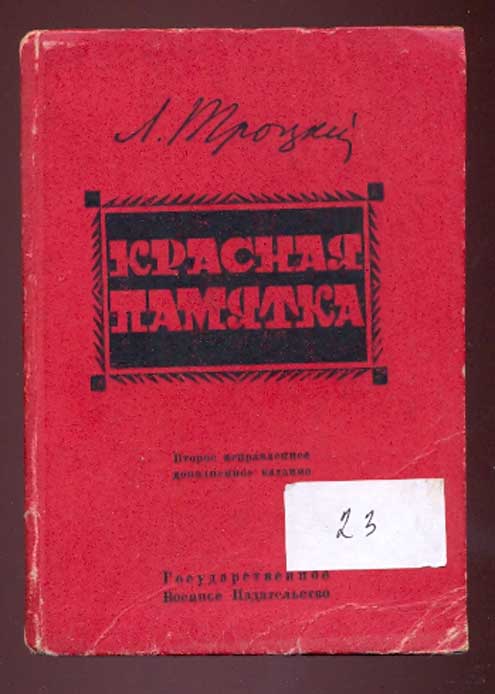 Л. Троцкий
КРАСНАЯ
ПАМЯТКА
Второе исправленное
дополненное издание
23
Государственное
Военное Издательство